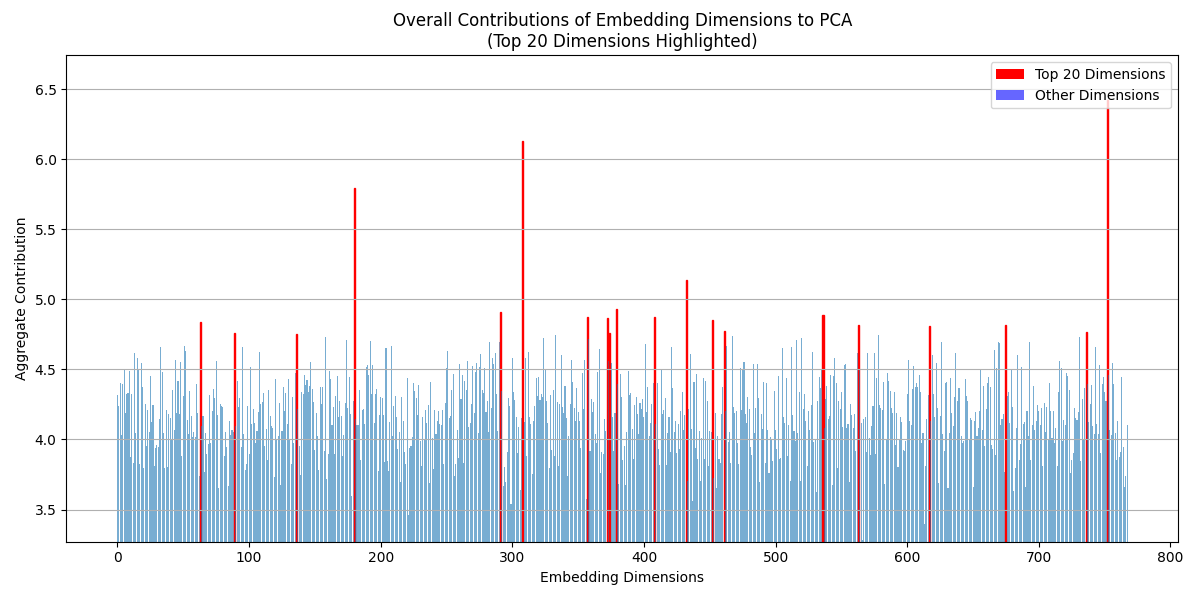 Overall Contributions of Embedding Dimensions to PCA
(Top 20 Dimensions Highlighted)
Top 20 Dimensions
Other Dimensions
Aggregate Contribution
6.5
6.0
5.5
5.0
4.5
4.0
3.5
0 100 200 300 400 500 600 700 800
Embedding Dimensions